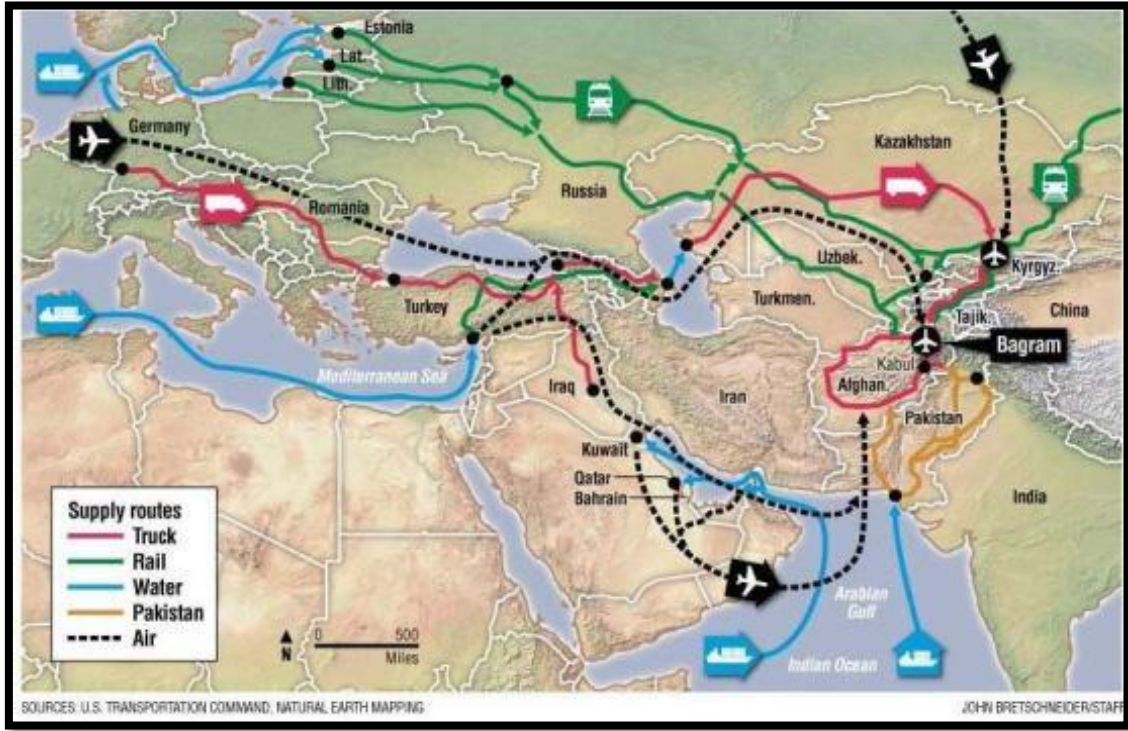 Estonia
Lat.
Lith.
Germany
Kazakhstan
Russia
Romania
Uzbek.
Kyrgyz.
Turkey
Turkmen.
Tajik.
China
Bagram
Mediterranean Sea
Kabul
Iraq
Iran
Afghan.
Pakistan
Kuwait
Qatar
Bahrain
India
Supply routes
Truck
Rail
Water
Pakistan
Air
N
0 500
Miles
Arabian
Gulf
Indian Ocean
SOURCES: U.S. TRANSPORTATION COMMAND, NATURAL EARTH MAPPING
JOHN BRETSCHNEIDER/STAFF